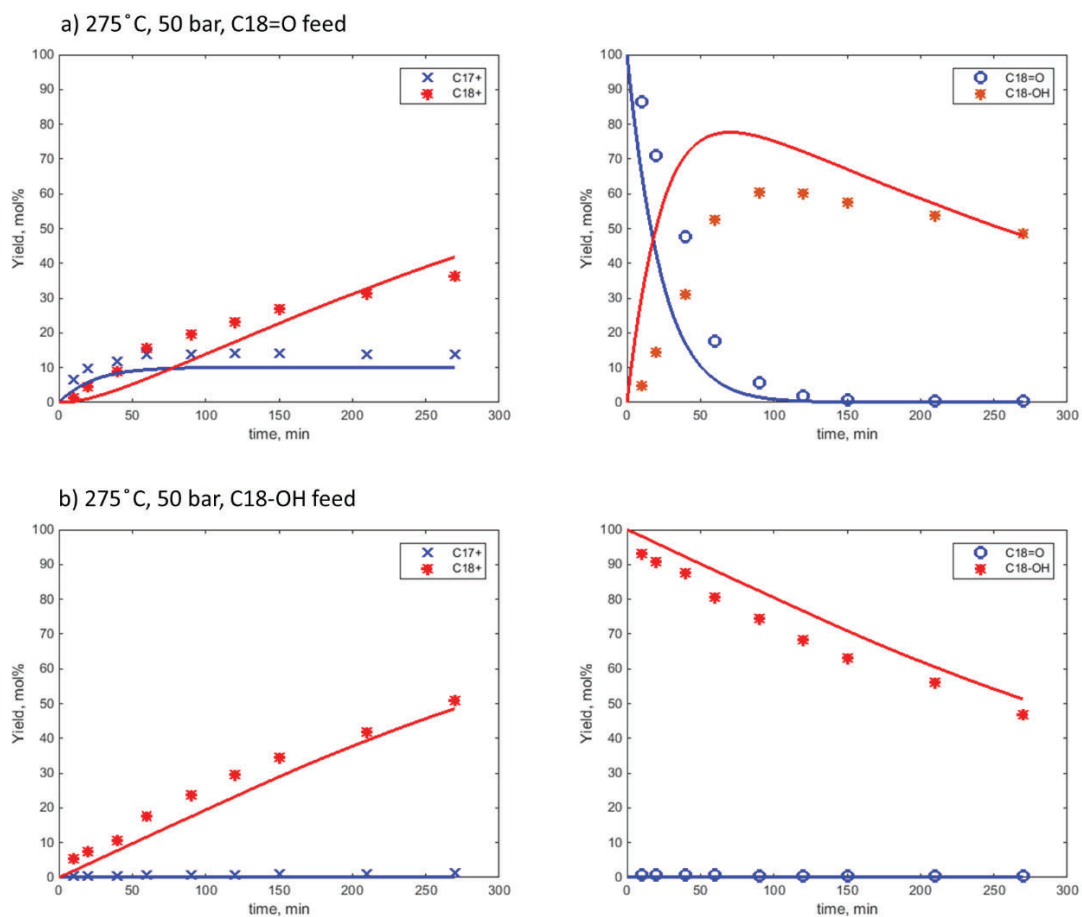 a) 275˚C, 50 bar, C18=O feed
100
90
80
70
60
50
40
30
20
10
0
Yield, mol%
C17+
C18+
0 50 100 150 200 250 300
time, min
100
90
80
70
60
50
40
30
20
10
0
Yield, mol%
C18=O
C18-OH
0 50 100 150 200 250 300
time, min
b) 275˚C, 50 bar, C18-OH feed
100
90
80
70
60
50
40
30
20
10
0
Yield, mol%
C17+
C18+
0 50 100 150 200 250 300
time, min
100
90
80
70
60
50
40
30
20
10
0
Yield, mol%
C18=O
C18-OH
0 50 100 150 200 250 300
time, min